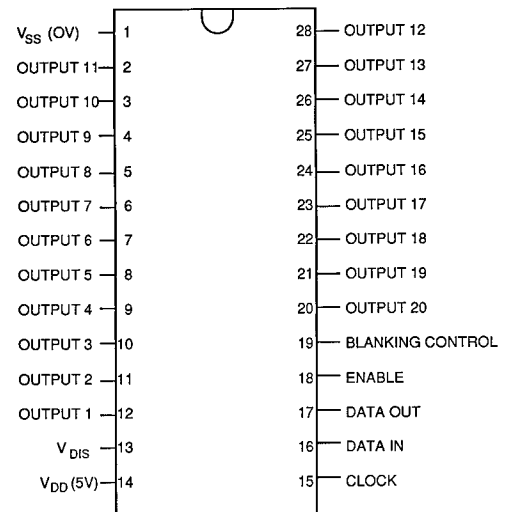 V SS (OV) 1 28 OUTPUT 12
OUTPUT 11 2 27 OUTPUT 13
OUTPUT 10 3 26 OUTPUT 14
OUTPUT 9 4 25 OUTPUT 15
OUTPUT 8 5 24 OUTPUT 16
OUTPUT 7 6 23 OUTPUT 17
OUTPUT 6 7 22 OUTPUT 18
OUTPUT 5 8 21 OUTPUT 19
OUTPUT 4 9 20 OUTPUT 20
OUTPUT 3 10 19 BLANKING CONTROL
OUTPUT 2 11 18 ENABLE
OUTPUT 1 12 17 DATA OUT
V DIS 13 16 DATA IN
V DD (5V) 14 15 CLOCK